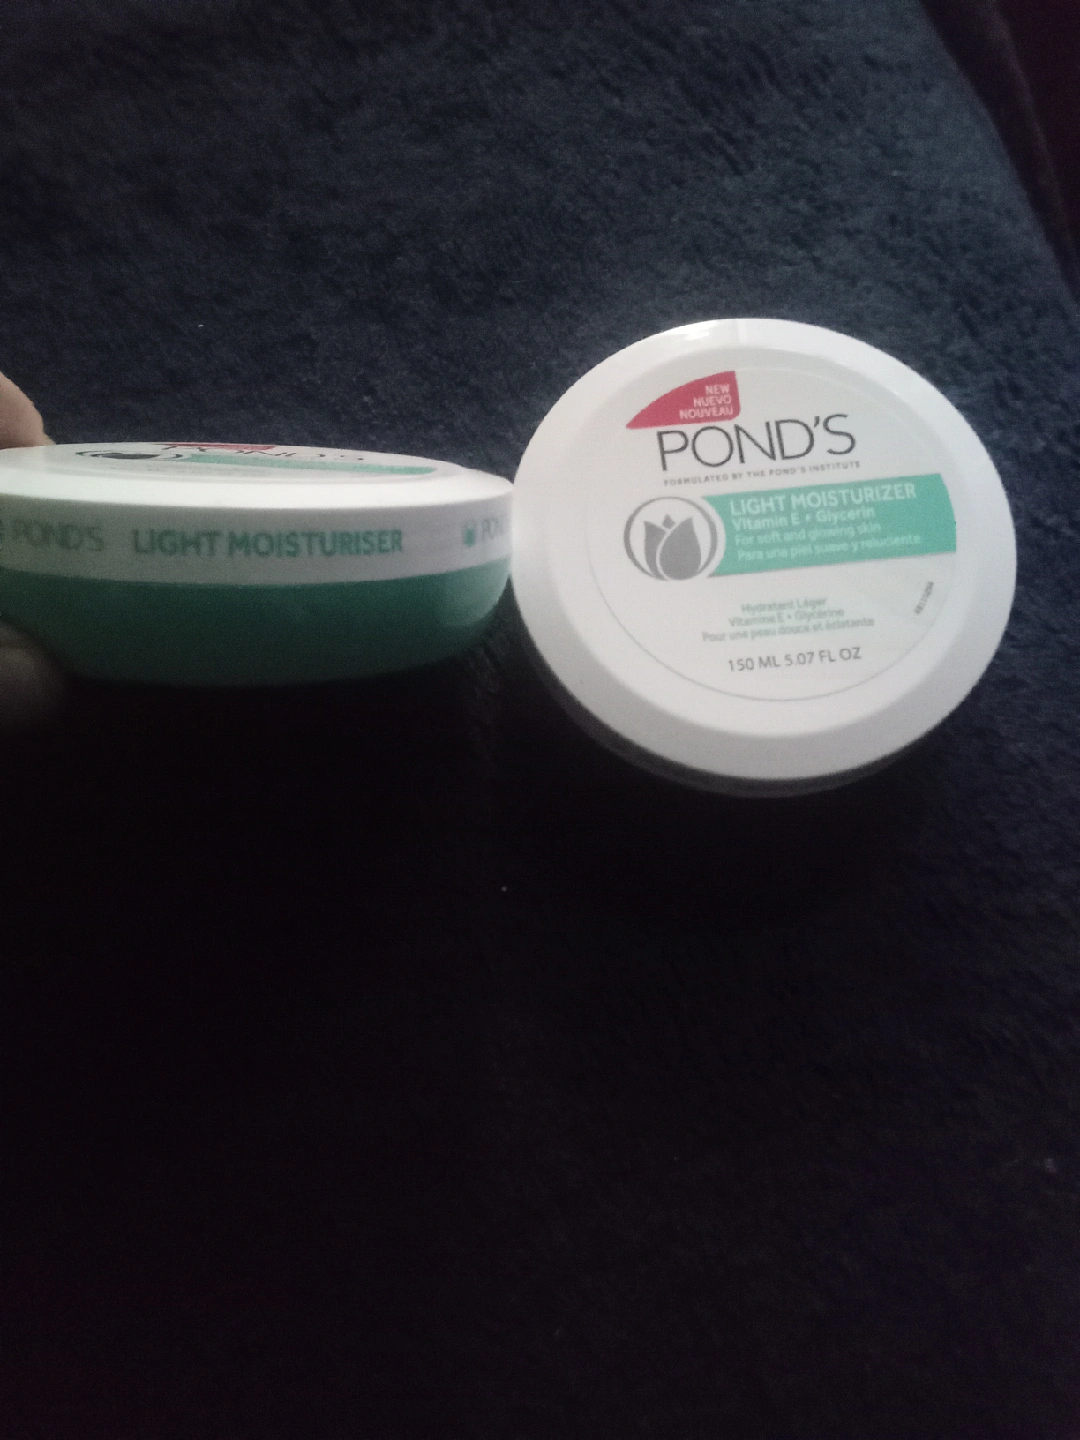 POND'S LIGHT MOISTURISER
NEW
NUEVO
NOUVEAU
POND'S
FORMULATED BY THE POND'S INSTITUTE
LIGHT MOISTURIZER
Vitamin E + Glycerin
For soft and glowing skin
Para una piel suave y reluciente
Hydratant Léger
Vitamine E + Glycérine
Pour une peau douce et éclatante
150 ML 5.07 FL OZ